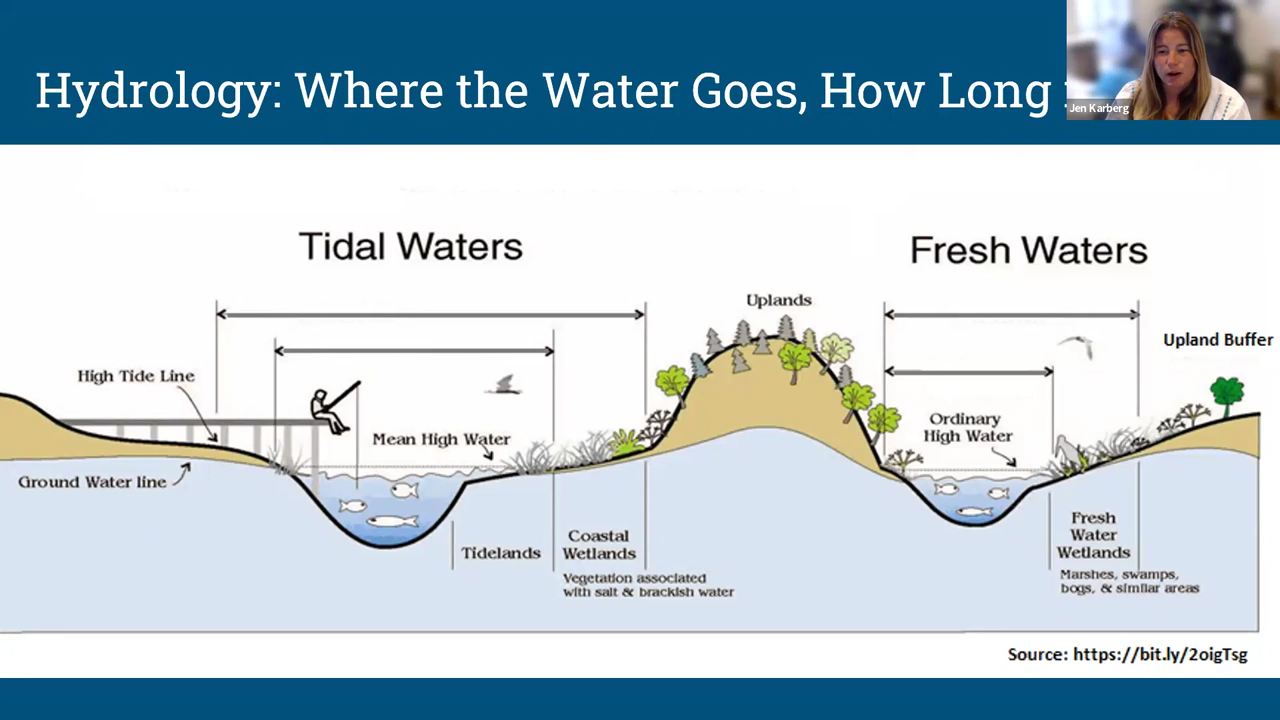 Hydrology: Where the Water Goes, How Long
Jen Karberg
Tidal Waters
Fresh Waters
Uplands
Upland Buffer
High Tide Line
Mean High Water
Ordinary
High Water
Ground Water line
Tidelands
Coastal
Wetlands
Vegetation associated
with salt & brackish water
Fresh
Water
Wetlands
Marshes, swamps,
bogs, & similar areas
Source: https://bit.ly/2oigTsg